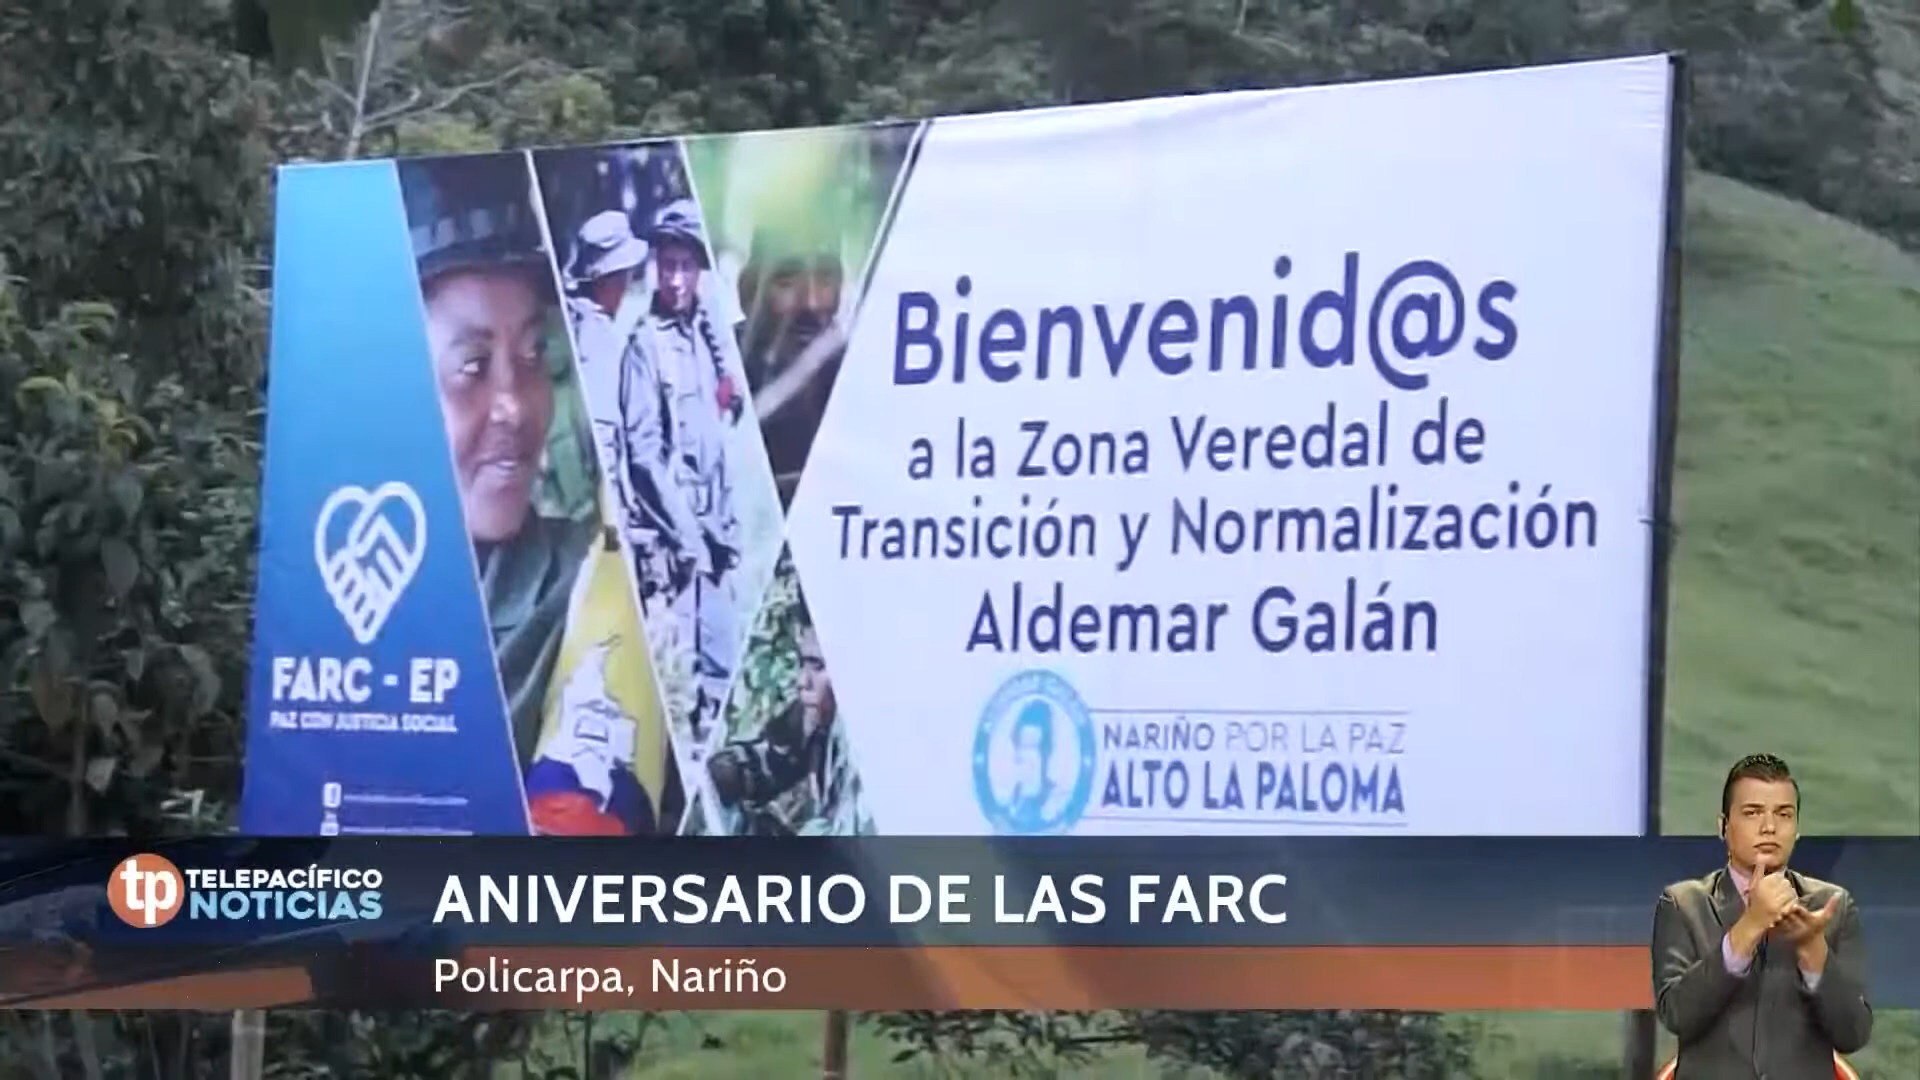 Bienvenid@s
a la Zona Veredal de
Transición y Normalización
Aldemar Galán
FARC - EP
PAZ CON JUSTICIA SOCIAL
NARIÑO POR LA PAZ
ALTO LA PALOMA
tp TELEPACÍFICO
NOTICIAS
ANIVERSARIO DE LAS FARC
Policarpa, Nariño